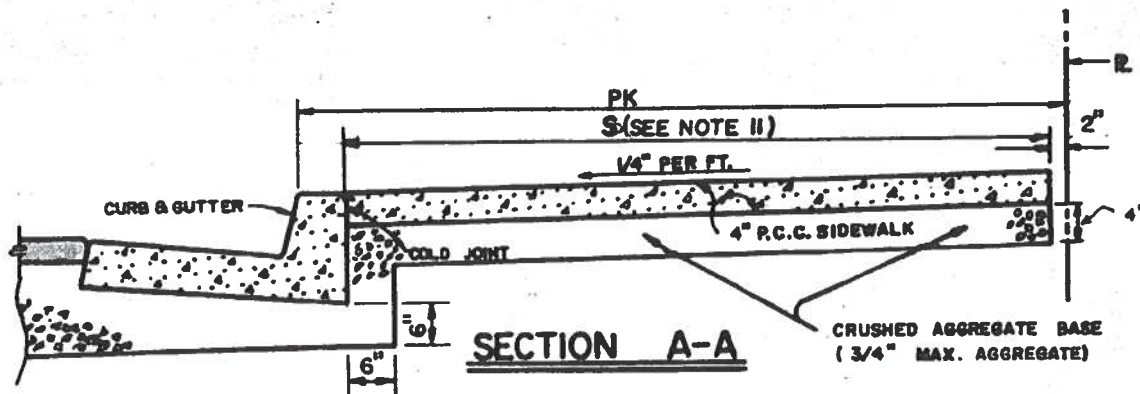 PL
PK
S(SEE NOTE 11)
2"
1/4" PER FT.
CURB & GUTTER
4" P.C.C. SIDEWALK
4"
COLD JOINT
6"
6"
CRUSHED AGGREGATE BASE
(3/4" MAX. AGGREGATE)
SECTION A-A